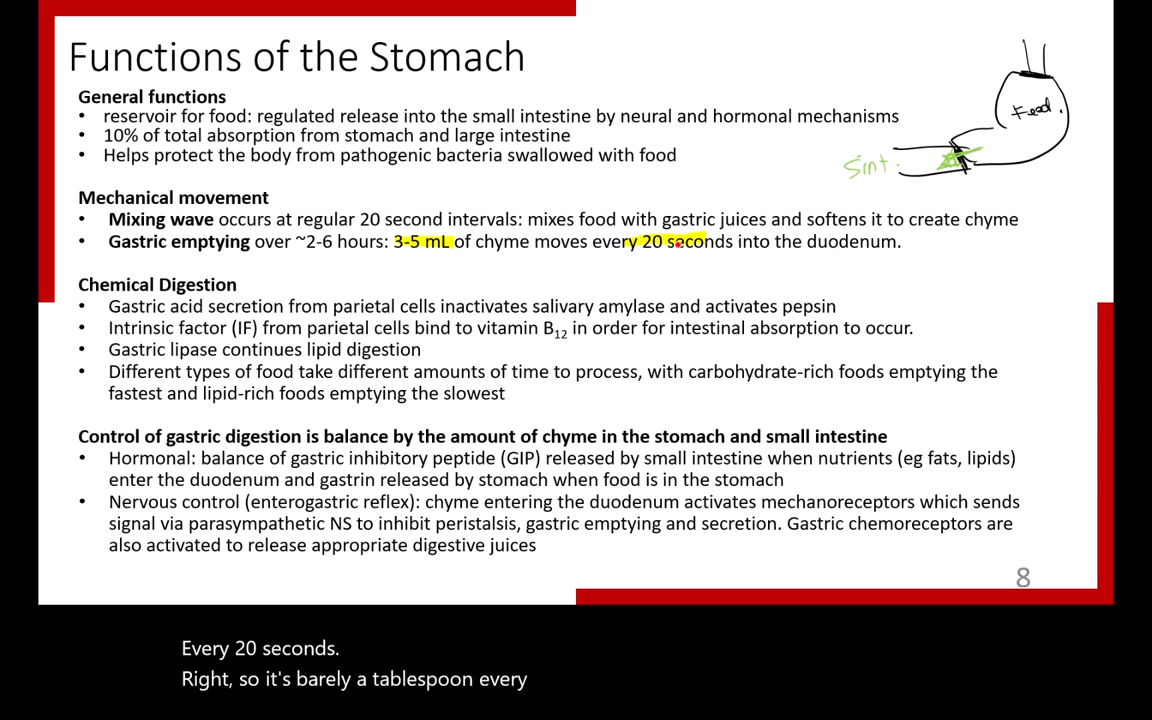 Functions of the Stomach
General functions
• reservoir for food: regulated release into the small intestine by neural and hormonal mechanisms
• 10% of total absorption from stomach and large intestine
• Helps protect the body from pathogenic bacteria swallowed with food
Food.
Sint.
Mechanical movement
• Mixing wave occurs at regular 20 second intervals: mixes food with gastric juices and softens it to create chyme
• Gastric emptying over ~2-6 hours: 3-5 mL of chyme moves every 20 seconds into the duodenum.
Chemical Digestion
• Gastric acid secretion from parietal cells inactivates salivary amylase and activates pepsin
• Intrinsic factor (IF) from parietal cells bind to vitamin B12 in order for intestinal absorption to occur.
• Gastric lipase continues lipid digestion
• Different types of food take different amounts of time to process, with carbohydrate-rich foods emptying the
fastest and lipid-rich foods emptying the slowest
Control of gastric digestion is balance by the amount of chyme in the stomach and small intestine
• Hormonal: balance of gastric inhibitory peptide (GIP) released by small intestine when nutrients (eg fats, lipids)
enter the duodenum and gastrin released by stomach when food is in the stomach
• Nervous control (enterogastric reflex): chyme entering the duodenum activates mechanoreceptors which sends
signal via parasympathetic NS to inhibit peristalsis, gastric emptying and secretion. Gastric chemoreceptors are
also activated to release appropriate digestive juices
8
Every 20 seconds.
Right, so it's barely a tablespoon every